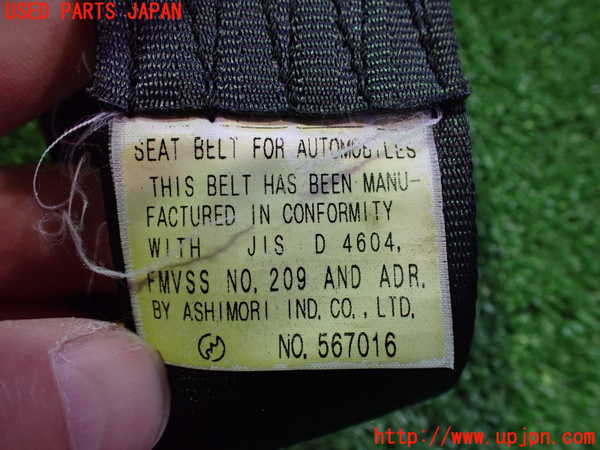 USED PARTS JAPAN
SEAT BELT FOR AUTOMOBILES
THIS BELT HAS BEEN MANU-
FACTURED IN CONFORMITY
WITH JIS D 4604,
FMVSS NO. 209 AND ADR.
BY ASHIMORI IND. CO., LTD.
NO. 567016
Copyright© www.upjpn.com